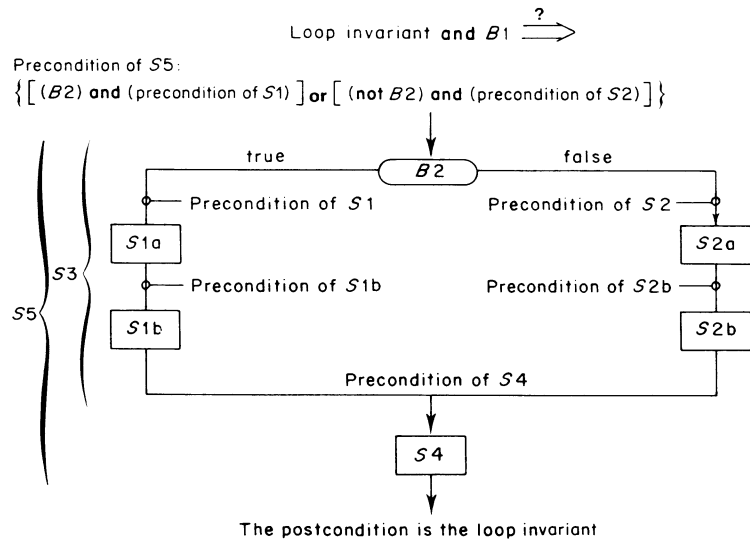 ?
Loop invariant and B1 ⟹
Precondition of S5:
{[(B2) and (precondition of S1)] or [(not B2) and (precondition of S2)]}
true
false
B2
Precondition of S1
Precondition of S2
S1a
S2a
S3
Precondition of S1b
Precondition of S2b
S5
S1b
S2b
Precondition of S4
S4
The postcondition is the loop invariant